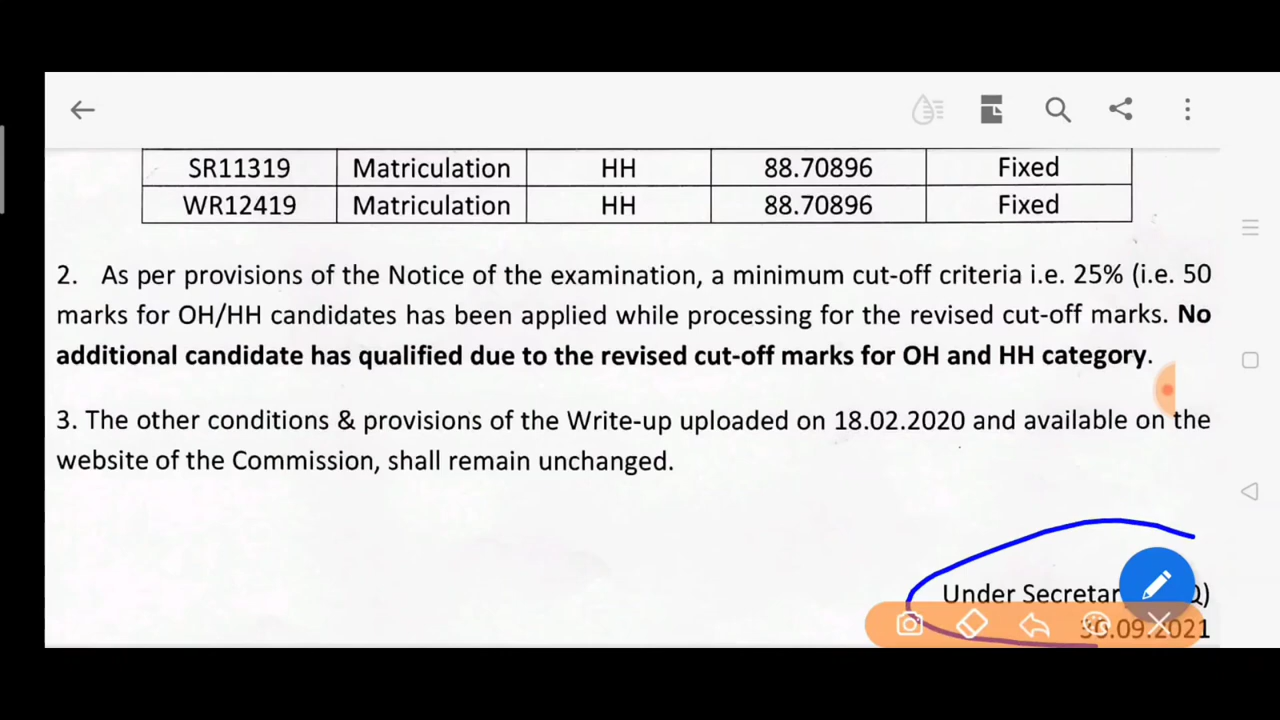 SR11319 Matriculation HH 88.70896 Fixed
WR12419 Matriculation HH 88.70896 Fixed
2. As per provisions of the Notice of the examination, a minimum cut-off criteria i.e. 25% (i.e. 50
marks for OH/HH candidates has been applied while processing for the revised cut-off marks. No
additional candidate has qualified due to the revised cut-off marks for OH and HH category.
3. The other conditions & provisions of the Write-up uploaded on 18.02.2020 and available on the
website of the Commission, shall remain unchanged.
Under
30.09.2021